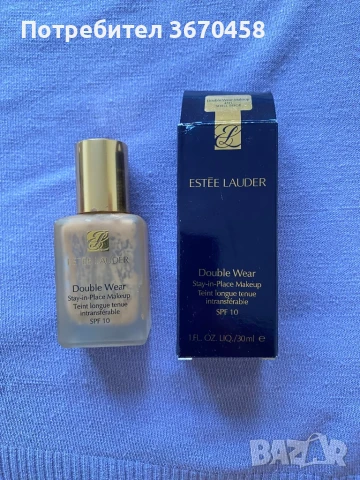 Потребител 3670458
ESTĒE LAUDER
Double Wear
Stay-in-Place Makeup
Teint longue tenue
intransférable
SPF 10
ESTĒE LAUDER
Double Wear
Stay-in-Place Makeup
Teint longue tenue
intransférable
SPF 10
1 FL. OZ. LIQ./30ml e
BAZAR